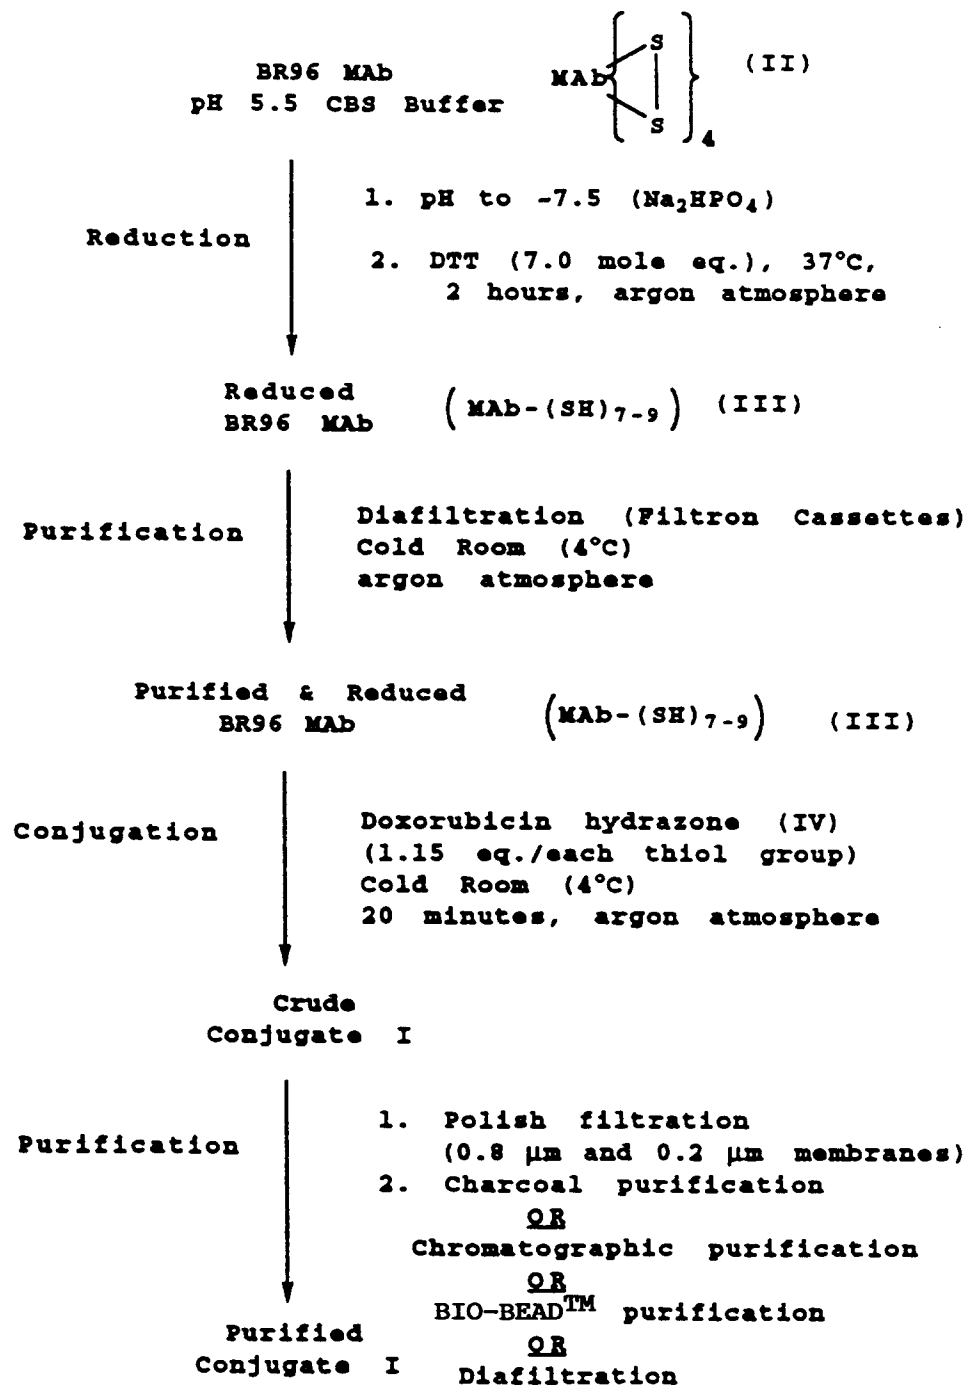 BR96 MAb
pH 5.5 CBS Buffer
MAb
S
S
4
(II)
Reduction
1. pH to ~7.5 (Na₂HPO₄)
2. DTT (7.0 mole eq.), 37°C,
2 hours, argon atmosphere
Reduced
BR96 MAb
(MAb-(SH)₇₋₉) (III)
Purification
Diafiltration (Filtron Cassettes)
Cold Room (4°C)
argon atmosphere
Purified & Reduced
BR96 MAb
(MAb-(SH)₇₋₉) (III)
Conjugation
Doxorubicin hydrazone (IV)
(1.15 eq./each thiol group)
Cold Room (4°C)
20 minutes, argon atmosphere
Crude
Conjugate I
Purification
1. Polish filtration
(0.8 µm and 0.2 µm membranes)
2. Charcoal purification
OR
Chromatographic purification
OR
BIO-BEAD™ purification
OR
Diafiltration
Purified
Conjugate I